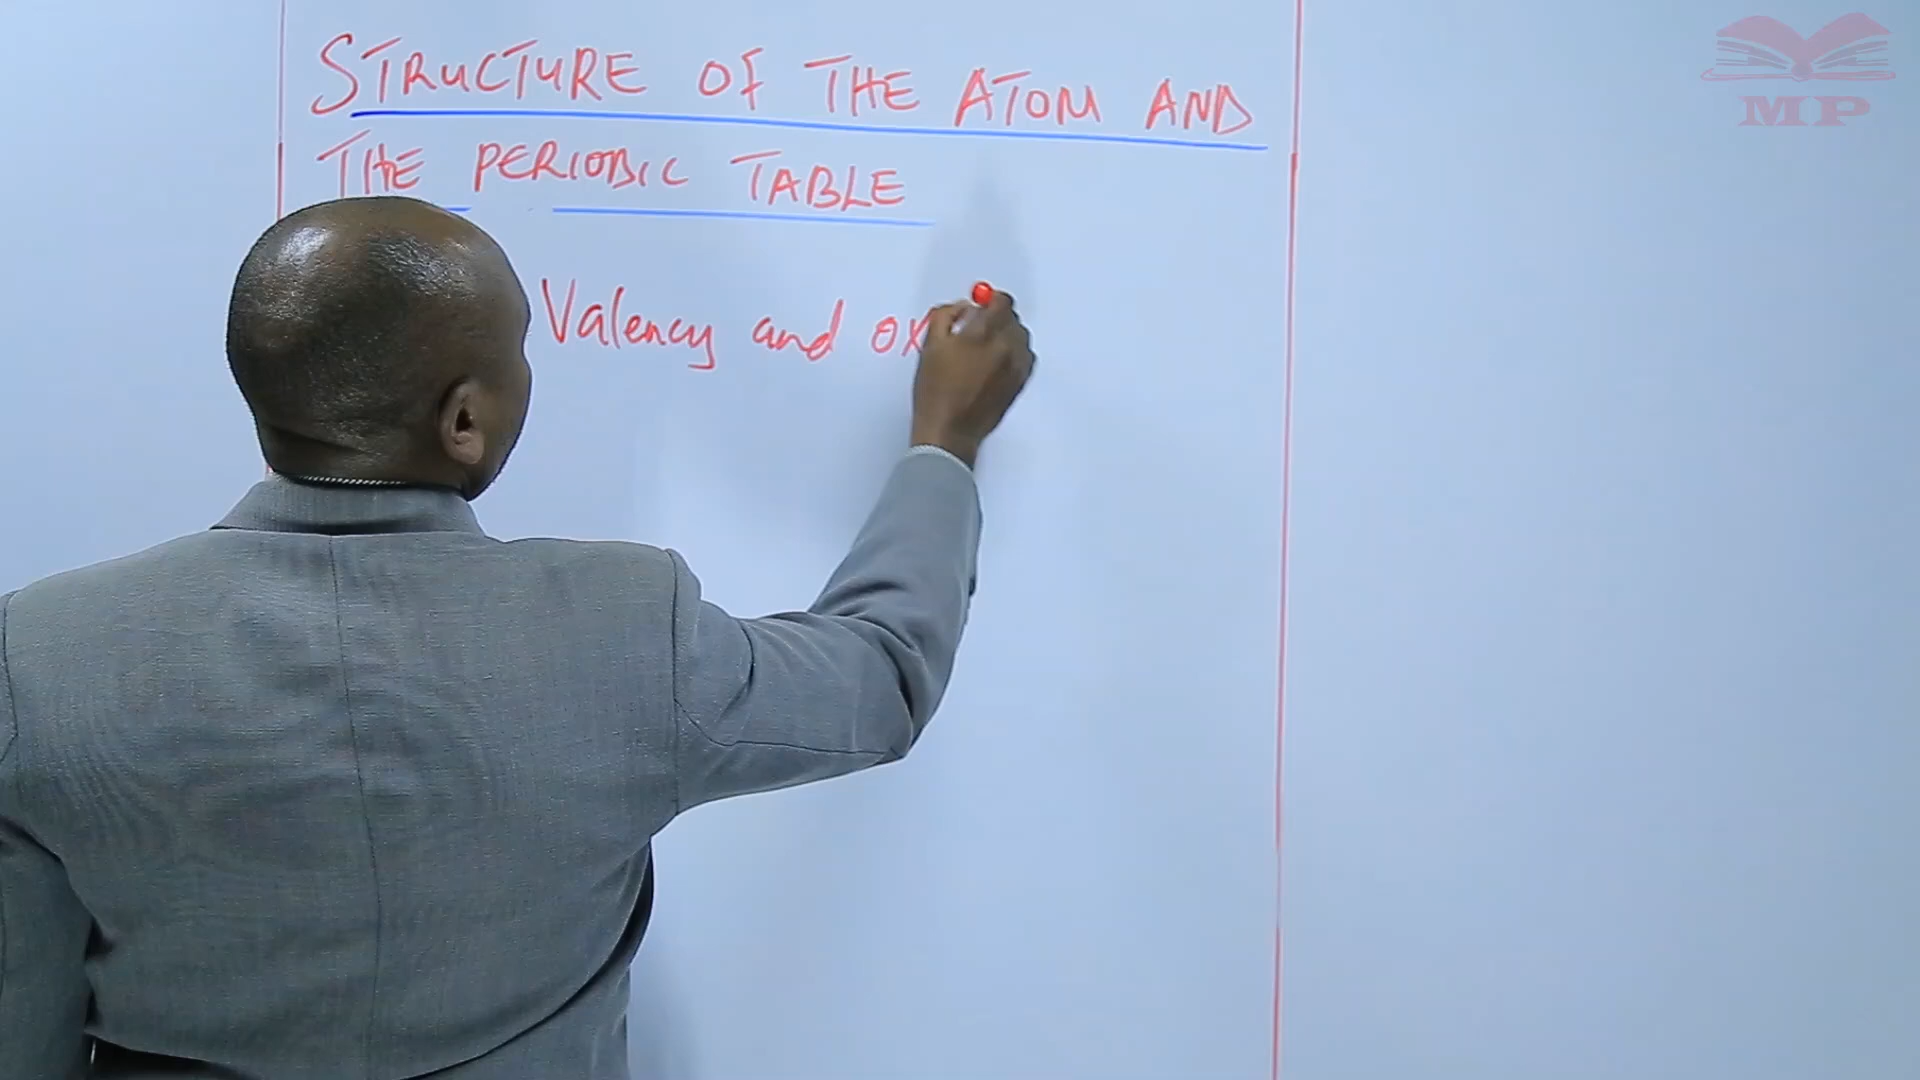 STRUCTURE OF THE ATOM AND
THE PERIODIC TABLE
Valency and ox
MP